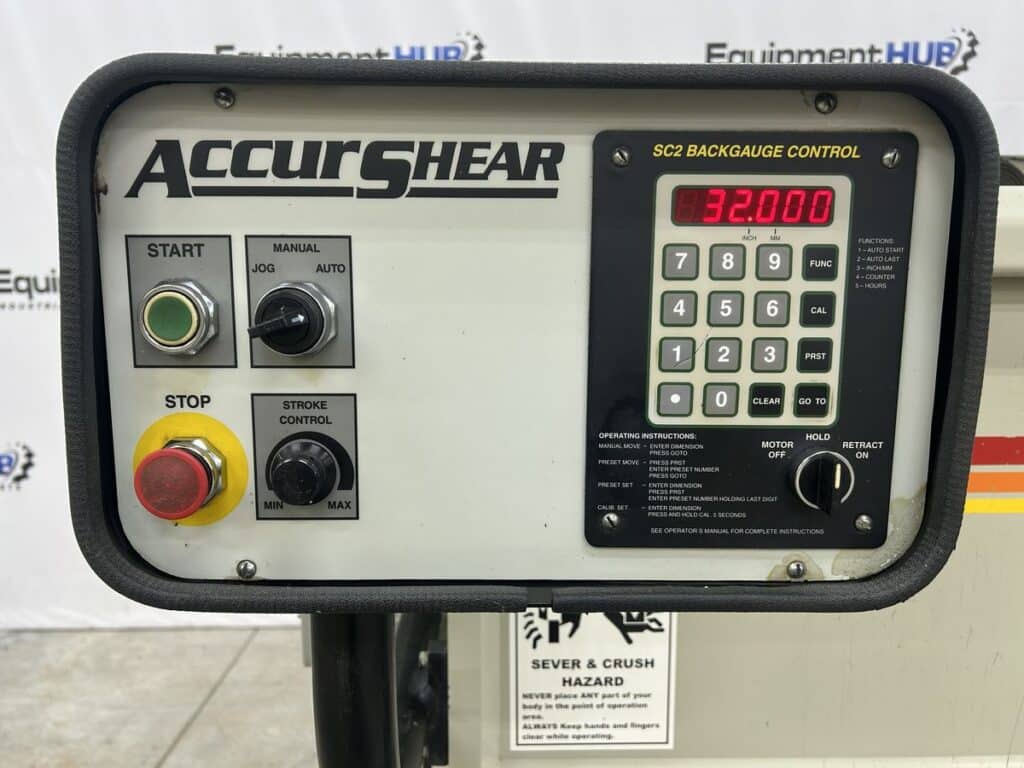 EquipmentHUB
EquipmentHUB
ACCURSHEAR
SC2 BACKGAUGE CONTROL
32.000
INCH MM
START
MANUAL
JOG AUTO
7 8 9 FUNC
4 5 6 CAL
1 2 3 PRST
• 0 CLEAR GO TO
FUNCTIONS:
1 – AUTO START
2 – AUTO LAST
3 – INCH/MM
4 – COUNTER
5 – HOURS
Equi
STOP
STROKE
CONTROL
MIN MAX
OPERATING INSTRUCTIONS:
MANUAL MOVE – ENTER DIMENSION
PRESS GOTO
PRESET MOVE – PRESS PRST
ENTER PRESET NUMBER
PRESS GOTO
PRESET SET – ENTER DIMENSION
PRESS PRST
ENTER PRESET NUMBER HOLDING LAST DIGIT
CALIB. SET. – ENTER DIMENSION
PRESS AND HOLD CAL. 5 SECONDS
SEE OPERATOR'S MANUAL FOR COMPLETE INSTRUCTIONS
HOLD
MOTOR OFF
RETRACT ON
HUB
SEVER & CRUSH
HAZARD
NEVER place ANY part of your
body in the point of operation
area.
ALWAYS Keep hands and fingers
clear while operating.